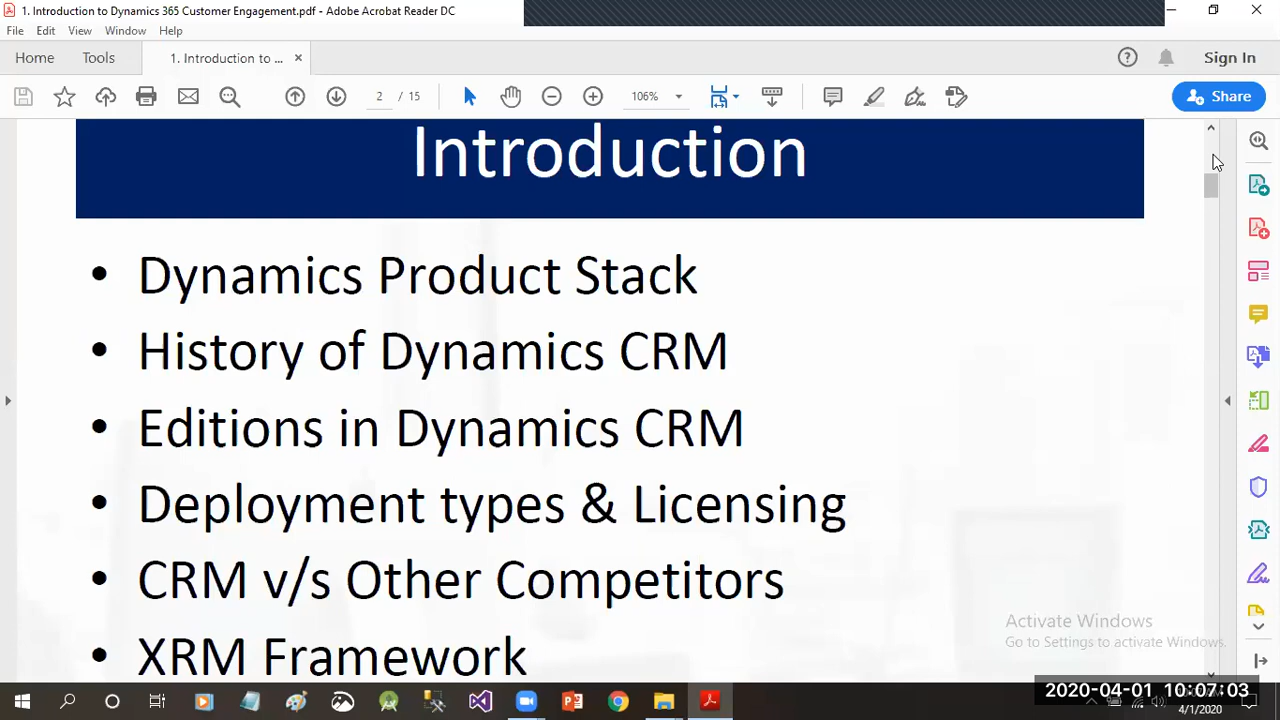 1. Introduction to Dynamics 365 Customer Engagement.pdf - Adobe Acrobat Reader DC
File Edit View Window Help
Home Tools 1. Introduction to ... Sign In
2 / 15 106% Share
Introduction
• Dynamics Product Stack
• History of Dynamics CRM
• Editions in Dynamics CRM
• Deployment types & Licensing
• CRM v/s Other Competitors
• XRM Framework
Activate Windows
Go to Settings to activate Windows.
2020-04-01 10:07:03
4/1/2020